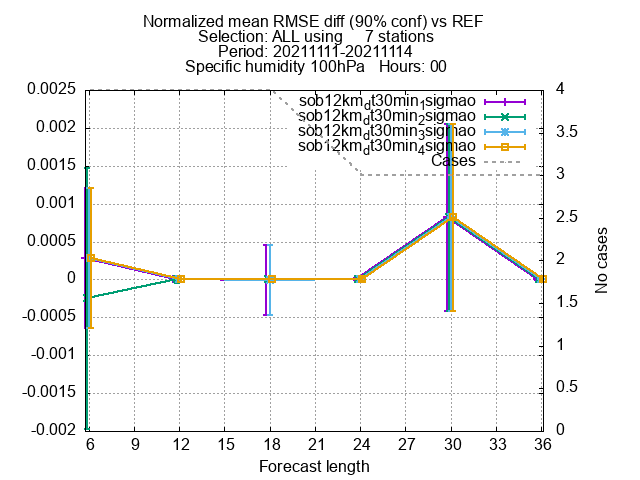 Normalized mean RMSE diff (90% conf) vs REF
Selection: ALL using 7 stations
Period: 20211111-20211114
Specific humidity 100hPa Hours: 00
sob12km_dt30min_1sigmao
sob12km_dt30min_2sigmao
sob12km_dt30min_3sigmao
sob12km_dt30min_4sigmao
Cases
0.0025
0.002
0.0015
0.001
0.0005
0
-0.0005
-0.001
-0.0015
-0.002
4
3.5
3
2.5
2
1.5
1
0.5
0
No cases
6 9 12 15 18 21 24 27 30 33 36
Forecast length